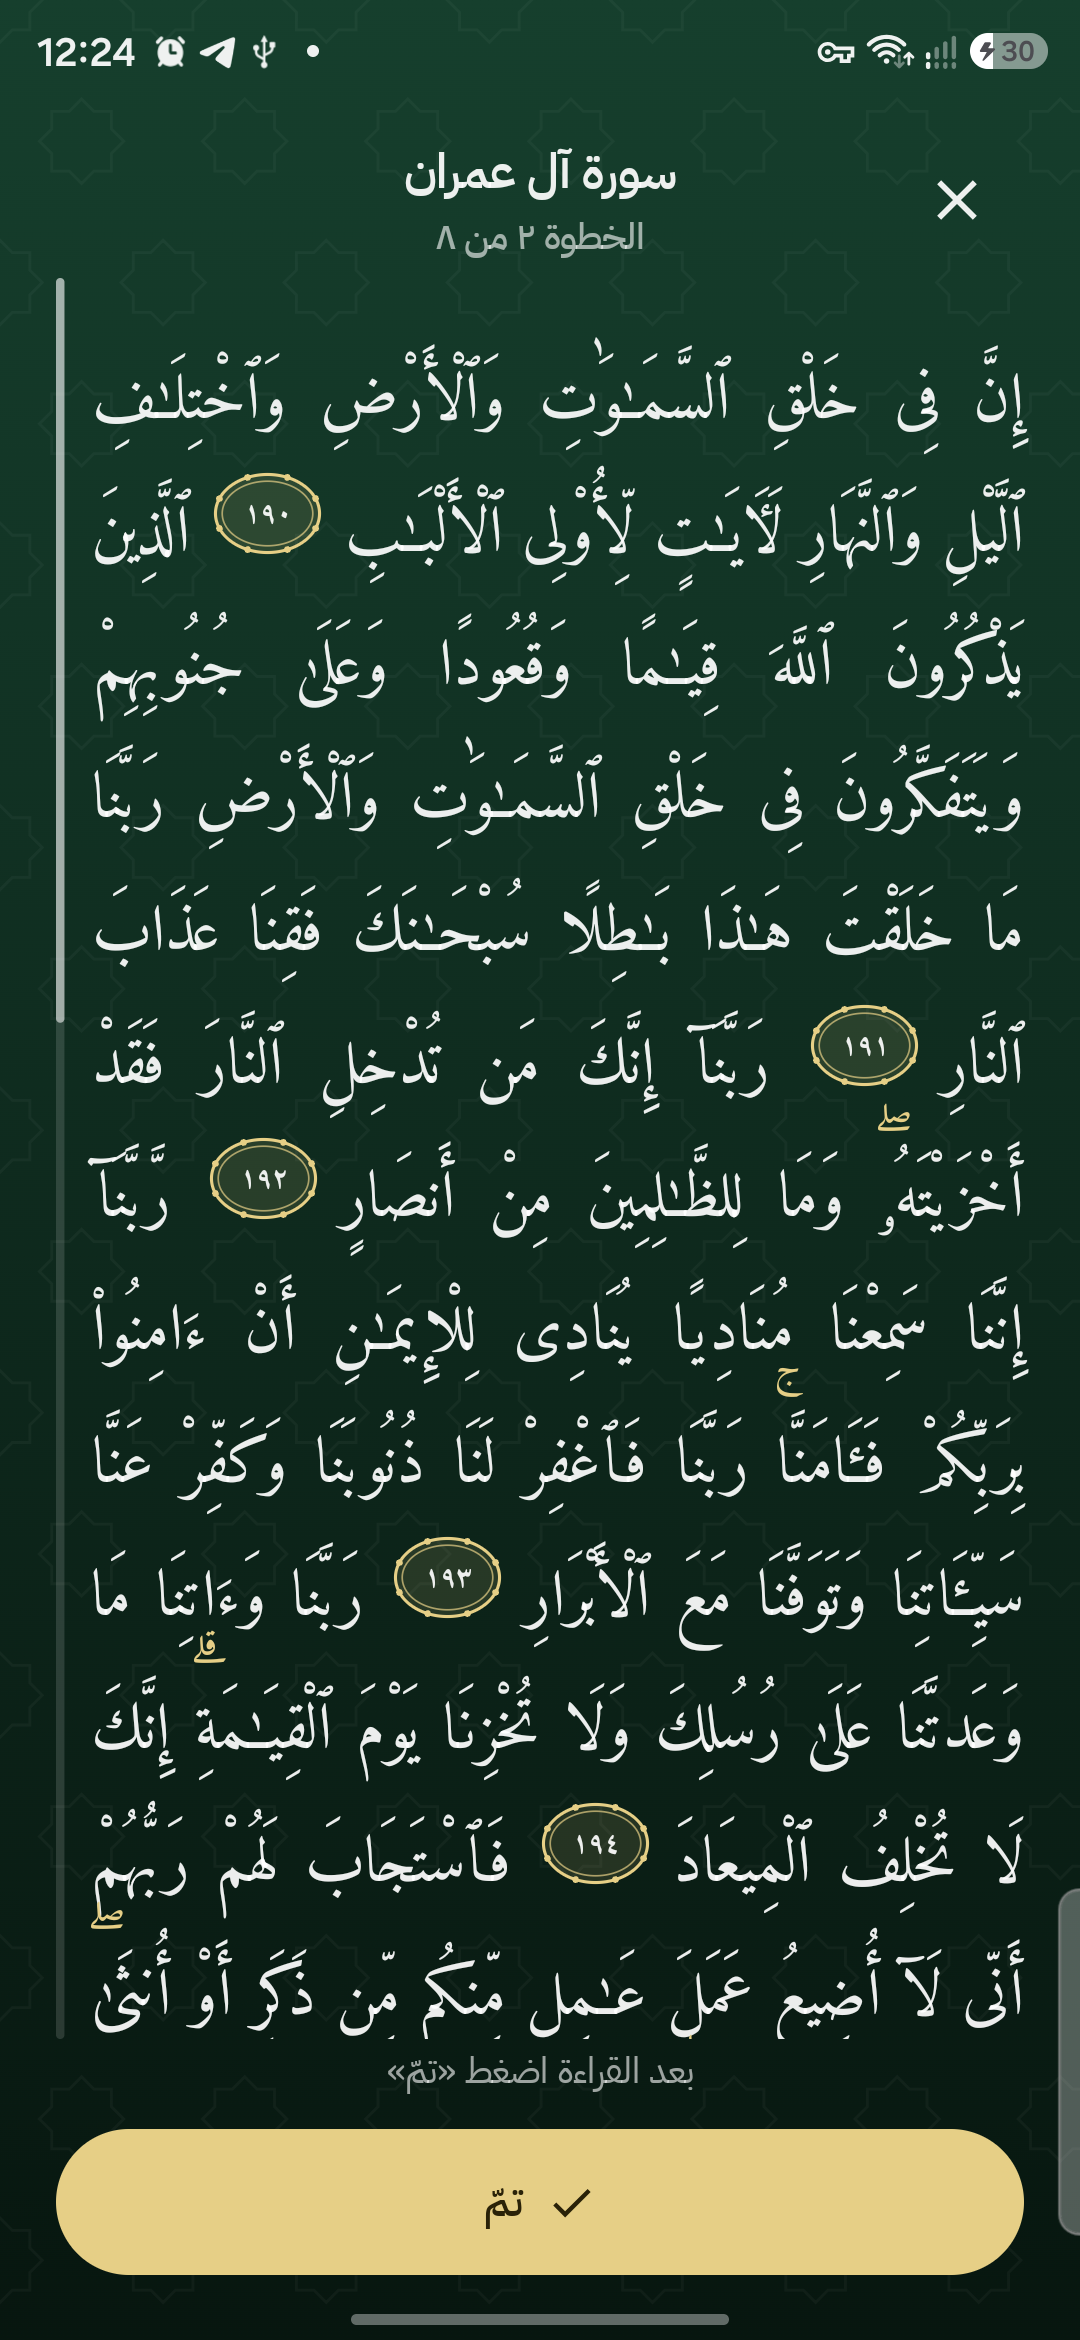 12:24
30
سورة آل عمران
الخطوة ٢ من ٨
إِنَّ فِى خَلْقِ ٱلسَّمَـٰوَٰتِ وَٱلْأَرْضِ وَٱخْتِلَـٰفِ
ٱلَّيْلِ وَٱلنَّهَارِ لَـَٔايَـٰتٍ لِّأُو۟لِى ٱلْأَلْبَـٰبِ ١٩٠ ٱلَّذِينَ
يَذْكُرُونَ ٱللَّهَ قِيَـٰمًا وَقُعُودًا وَعَلَىٰ جُنُوبِهِمْ
وَيَتَفَكَّرُونَ فِى خَلْقِ ٱلسَّمَـٰوَٰتِ وَٱلْأَرْضِ رَبَّنَا
مَا خَلَقْتَ هَـٰذَا بَـٰطِلًا سُبْحَـٰنَكَ فَقِنَا عَذَابَ
ٱلنَّارِ ١٩١ رَبَّنَآ إِنَّكَ مَن تُدْخِلِ ٱلنَّارَ فَقَدْ
أَخْزَيْتَهُۥ ۖ وَمَا لِلظَّـٰلِمِينَ مِنْ أَنصَارٍ ١٩٢ رَّبَّنَآ
إِنَّنَا سَمِعْنَا مُنَادِيًا يُنَادِى لِلْإِيمَـٰنِ أَنْ ءَامِنُوا۟
بِرَبِّكُمْ فَـَٔامَنَّا ۚ رَبَّنَا فَٱغْفِرْ لَنَا ذُنُوبَنَا وَكَفِّرْ عَنَّا
سَيِّـَٔاتِنَا وَتَوَفَّنَا مَعَ ٱلْأَبْرَارِ ١٩٣ رَبَّنَا وَءَاتِنَا مَا
وَعَدتَّنَا عَلَىٰ رُسُلِكَ وَلَا تُخْزِنَا يَوْمَ ٱلْقِيَـٰمَةِ ۗ إِنَّكَ
لَا تُخْلِفُ ٱلْمِيعَادَ ١٩٤ فَٱسْتَجَابَ لَهُمْ رَبُّهُمْ
أَنِّى لَآ أُضِيعُ عَمَلَ عَـٰمِلٍ مِّنكُم مِّن ذَكَرٍ أَوْ أُنثَىٰ ۖ
بعد القراءة اضغط «تمّ»
تمّ